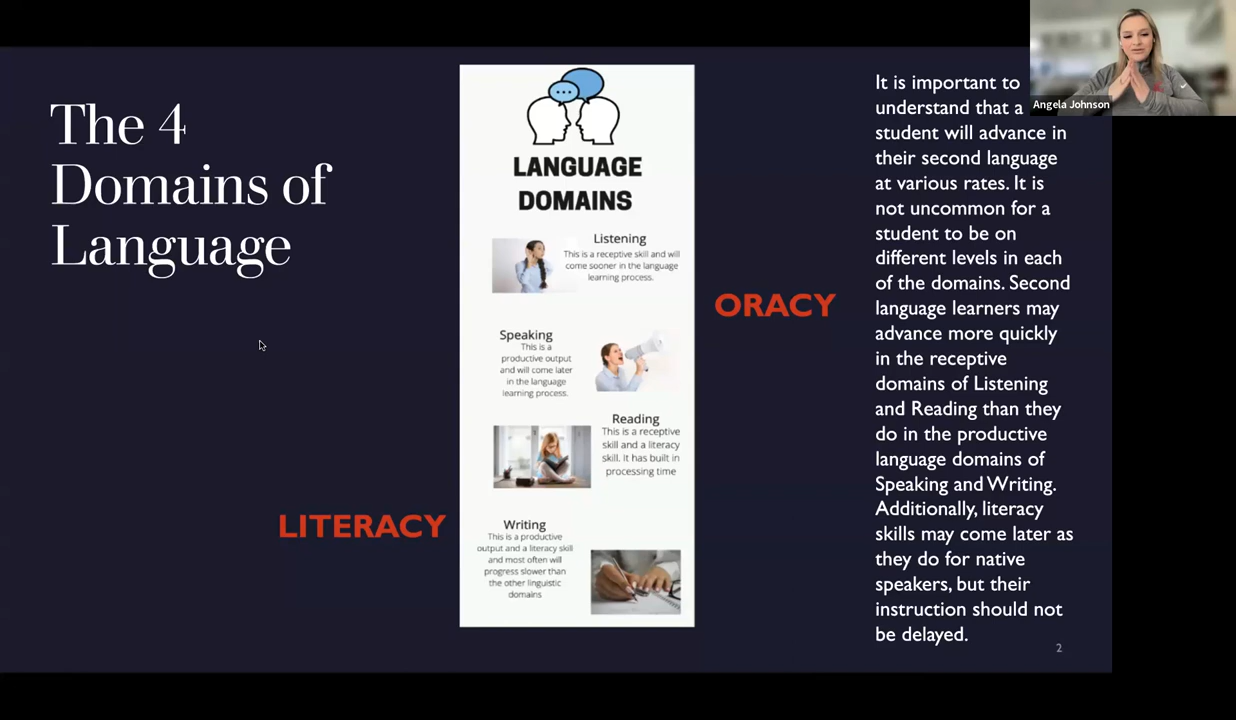 The 4
Domains of
Language
LANGUAGE
DOMAINS
Listening
This is a receptive skill and will
come sooner in the language
learning process.
Speaking
This is a
productive output
and will come later
in the language
learning process.
Reading
This is a receptive
skill and a literacy
skill. It has built in
processing time
Writing
This is a productive
output and a literacy skill
and most often will
progress slower than
the other linguistic
domains
ORACY
LITERACY
It is important to
understand that a
student will advance in
their second language
at various rates. It is
not uncommon for a
student to be on
different levels in each
of the domains. Second
language learners may
advance more quickly
in the receptive
domains of Listening
and Reading than they
do in the productive
language domains of
Speaking and Writing.
Additionally, literacy
skills may come later as
they do for native
speakers, but their
instruction should not
be delayed.
2
Angela Johnson